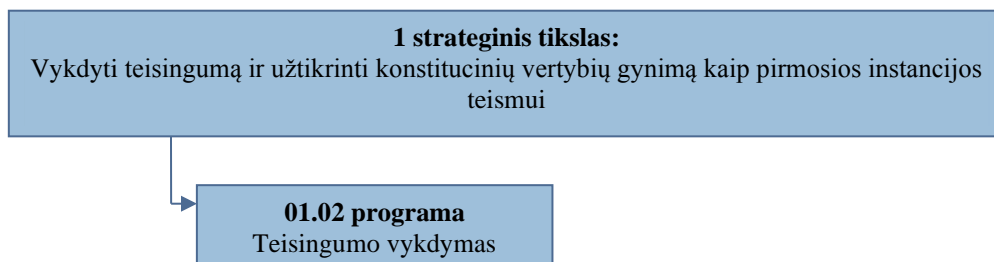 1 strateginis tikslas:
Vykdyti teisingumą ir užtikrinti konstitucinių vertybių gynimą kaip pirmosios instancijos
teismui
01.02 programa
Teisingumo vykdymas